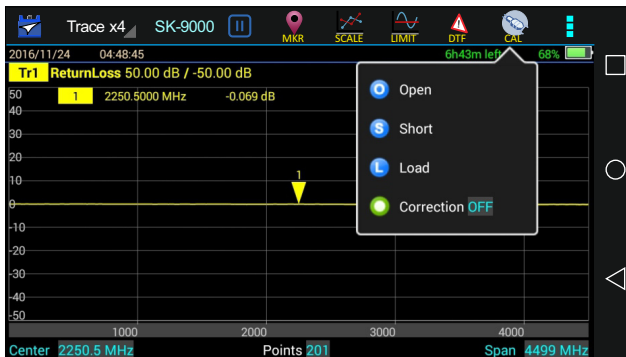 Trace x4 SK-9000 MKR SCALE LIMIT DTF CAL
2016/11/24 04:48:45 6h43m left 68%
Tr1 ReturnLoss 50.00 dB / -50.00 dB
1 2250.5000 MHz -0.069 dB
O Open
S Short
L Load
Correction OFF
1
50
40
30
20
10
0
-10
-20
-30
-40
-50
1000 2000 3000 4000
Center 2250.5 MHz Points 201 Span 4499 MHz